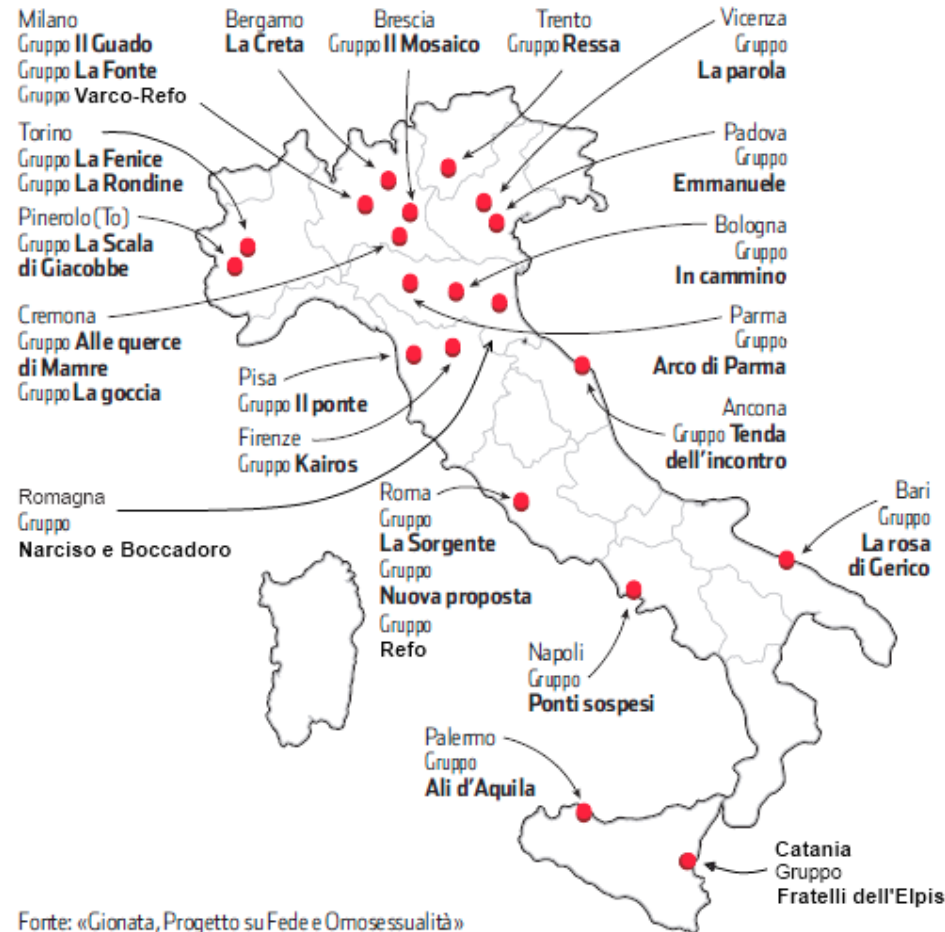 Milano
Gruppo Il Guado
Gruppo La Fonte
Gruppo Varco-Refo
Bergamo
La Creta
Brescia
Gruppo Il Mosaico
Trento
Gruppo Ressa
Vicenza
Gruppo
La parola
Torino
Gruppo La Fenice
Gruppo La Rondine
Padova
Gruppo
Emmanuele
Pinerolo (To)
Gruppo La Scala
di Giacobbe
Bologna
Gruppo
In cammino
Cremona
Gruppo Alle querce
di Mamre
Gruppo La goccia
Parma
Gruppo
Arco di Parma
Pisa
Gruppo Il ponte
Ancona
Gruppo Tenda
dell'incontro
Firenze
Gruppo Kairos
Romagna
Gruppo
Narciso e Boccadoro
Roma
Gruppo
La Sorgente
Gruppo
Nuova proposta
Gruppo
Refo
Bari
Gruppo
La rosa
di Gerico
Napoli
Gruppo
Ponti sospesi
Palermo
Gruppo
Ali d'Aquila
Catania
Gruppo
Fratelli dell'Elpis
Fonte: «Gionata, Progetto su Fede e Omosessualità»